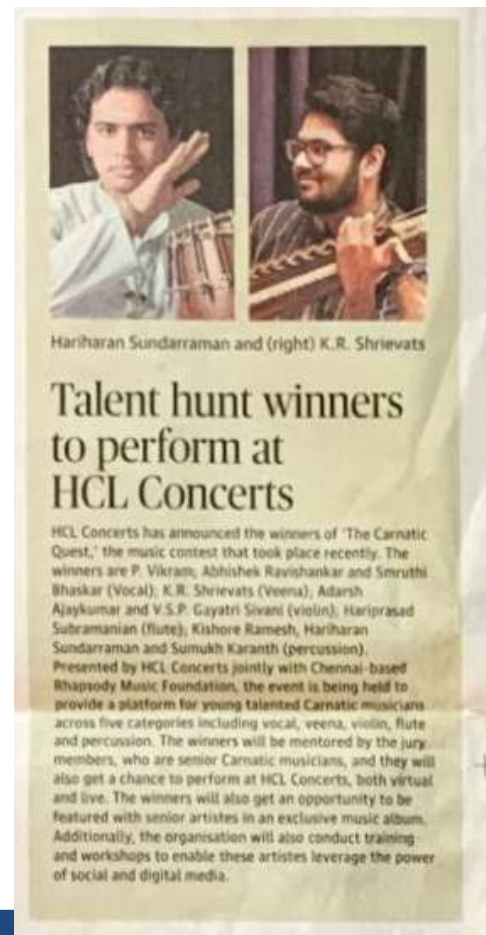 Hariharan Sundarraman and (right) K.R. Shrievats
Talent hunt winners
to perform at
HCL Concerts
HCL Concerts has announced the winners of 'The Carnatic
Quest,' the music contest that took place recently. The
winners are P. Vikram; Abhishek Ravishankar and Smruthi
Bhaskar (Vocal); K.R. Shrievats (Veena); Adarsh
Ajaykumar and V.S.P. Gayatri Sivani (violin); Hariprasad
Subramanian (flute); Kishore Ramesh, Hariharan
Sundarraman and Sumukh Karanth (percussion).
Presented by HCL Concerts jointly with Chennai-based
Rhapsody Music Foundation, the event is being held to
provide a platform for young talented Carnatic musicians
across five categories including vocal, veena, violin, flute
and percussion. The winners will be mentored by the jury
members, who are senior Carnatic musicians, and they will
also get a chance to perform at HCL Concerts, both virtual
and live. The winners will also get an opportunity to be
featured with senior artistes in an exclusive music album.
Additionally, the organisation will also conduct training
and workshops to enable these artistes leverage the power
of social and digital media.